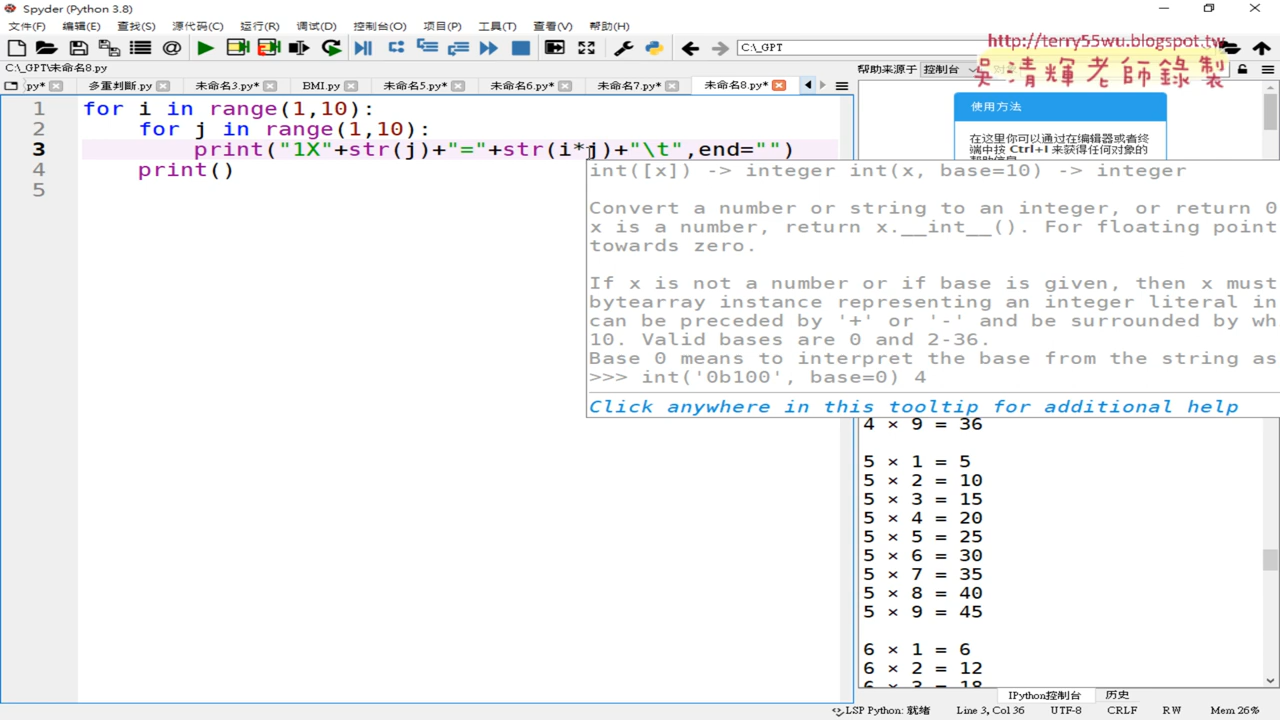 Spyder (Python 3.8)
文件(F) 编辑(E) 查找(S) 源代码(C) 运行(R) 调试(D) 控制台(O) 项目(P) 工具(T) 查看(V) 帮助(H)
C:\_GPT
http://terry55wu.blogspot.tw
吳清輝老師錄製
C:\_GPT\未命名8.py
帮助来源于 控制台
py* 多重判斷.py 未命名3.py* BMI.py 未命名5.py* 未命名6.py* 未命名7.py* 未命名8.py*
使用方法
在这里你可以通过在编辑器或者终
端中按 Ctrl+I 来获得任何对象的
帮助信息
1 for i in range(1,10):
2 for j in range(1,10):
3 print("1X"+str(j)+"="+str(i*j)+"\t",end="")
4 print()
5
int([x]) -> integer int(x, base=10) -> integer
Convert a number or string to an integer, or return 0
x is a number, return x.__int__(). For floating point
towards zero.
If x is not a number or if base is given, then x must
bytearray instance representing an integer literal in
can be preceded by '+' or '-' and be surrounded by wh
10. Valid bases are 0 and 2-36.
Base 0 means to interpret the base from the string as
>>> int('0b100', base=0) 4
Click anywhere in this tooltip for additional help
4 × 9 = 36
5 × 1 = 5
5 × 2 = 10
5 × 3 = 15
5 × 4 = 20
5 × 5 = 25
5 × 6 = 30
5 × 7 = 35
5 × 8 = 40
5 × 9 = 45
6 × 1 = 6
6 × 2 = 12
6 × 3 = 18
IPython控制台 历史
LSP Python: 就绪 Line 3, Col 36 UTF-8 CRLF RW Mem 26%